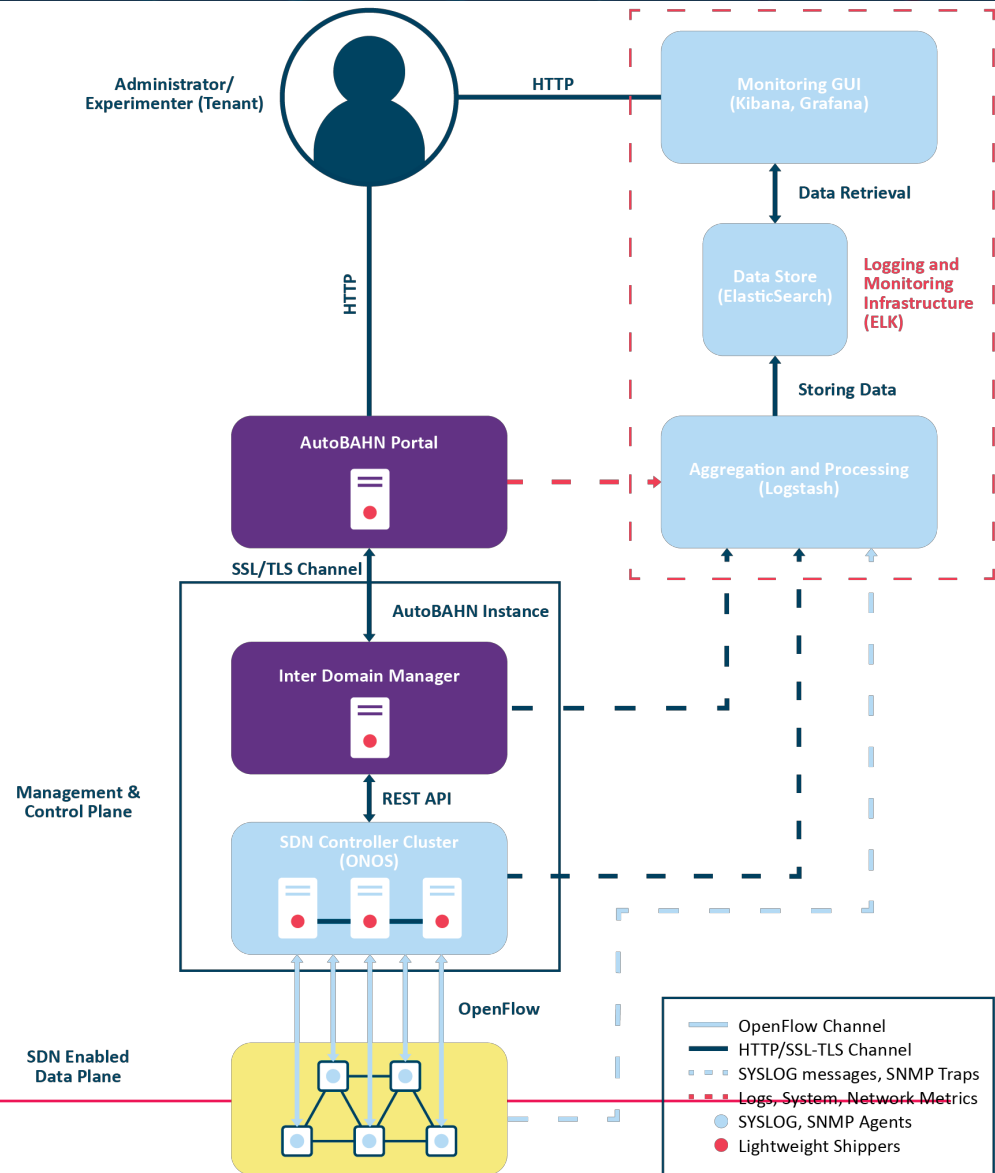 Administrator/
Experimenter (Tenant)
HTTP
Monitoring GUI
(Kibana, Grafana)
Data Retrieval
Data Store
(ElasticSearch)
Logging and
Monitoring
Infrastructure
(ELK)
HTTP
Storing Data
AutoBAHN Portal
Aggregation and Processing
(Logstash)
SSL/TLS Channel
AutoBAHN Instance
Inter Domain Manager
Management &
Control Plane
REST API
SDN Controller Cluster
(ONOS)
OpenFlow
SDN Enabled
Data Plane
OpenFlow Channel
HTTP/SSL-TLS Channel
SYSLOG messages, SNMP Traps
Logs, System, Network Metrics
SYSLOG, SNMP Agents
Lightweight Shippers